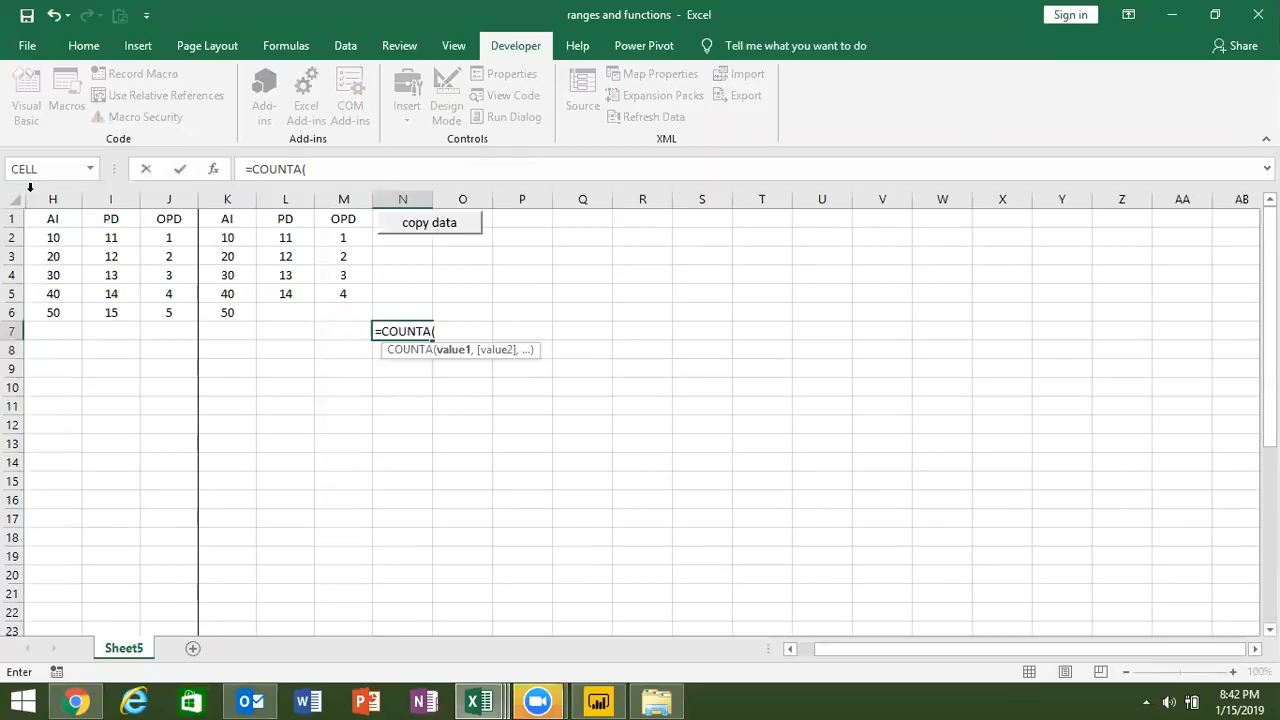 ranges and functions - Excel
Sign in
File Home Insert Page Layout Formulas Data Review View Developer Help Power Pivot Tell me what you want to do Share
Visual Basic
Macros
Record Macro
Use Relative References
Macro Security
Code
Add-ins
Excel Add-ins
COM Add-ins
Add-ins
Insert
Design Mode
Properties
View Code
Run Dialog
Controls
Source
Map Properties
Expansion Packs
Refresh Data
Import
Export
XML
CELL fx =COUNTA(
H I J K L M N O P Q R S T U V W X Y Z AA AB
1 AI PD OPD AI PD OPD copy data
2 10 11 1 10 11 1
3 20 12 2 20 12 2
4 30 13 3 30 13 3
5 40 14 4 40 14 4
6 50 15 5 50
7 =COUNTA(
8 COUNTA(value1, [value2], ...)
9
10
11
12
13
14
15
16
17
18
19
20
21
22
23
Sheet5
Enter 100%
8:42 PM
1/15/2019